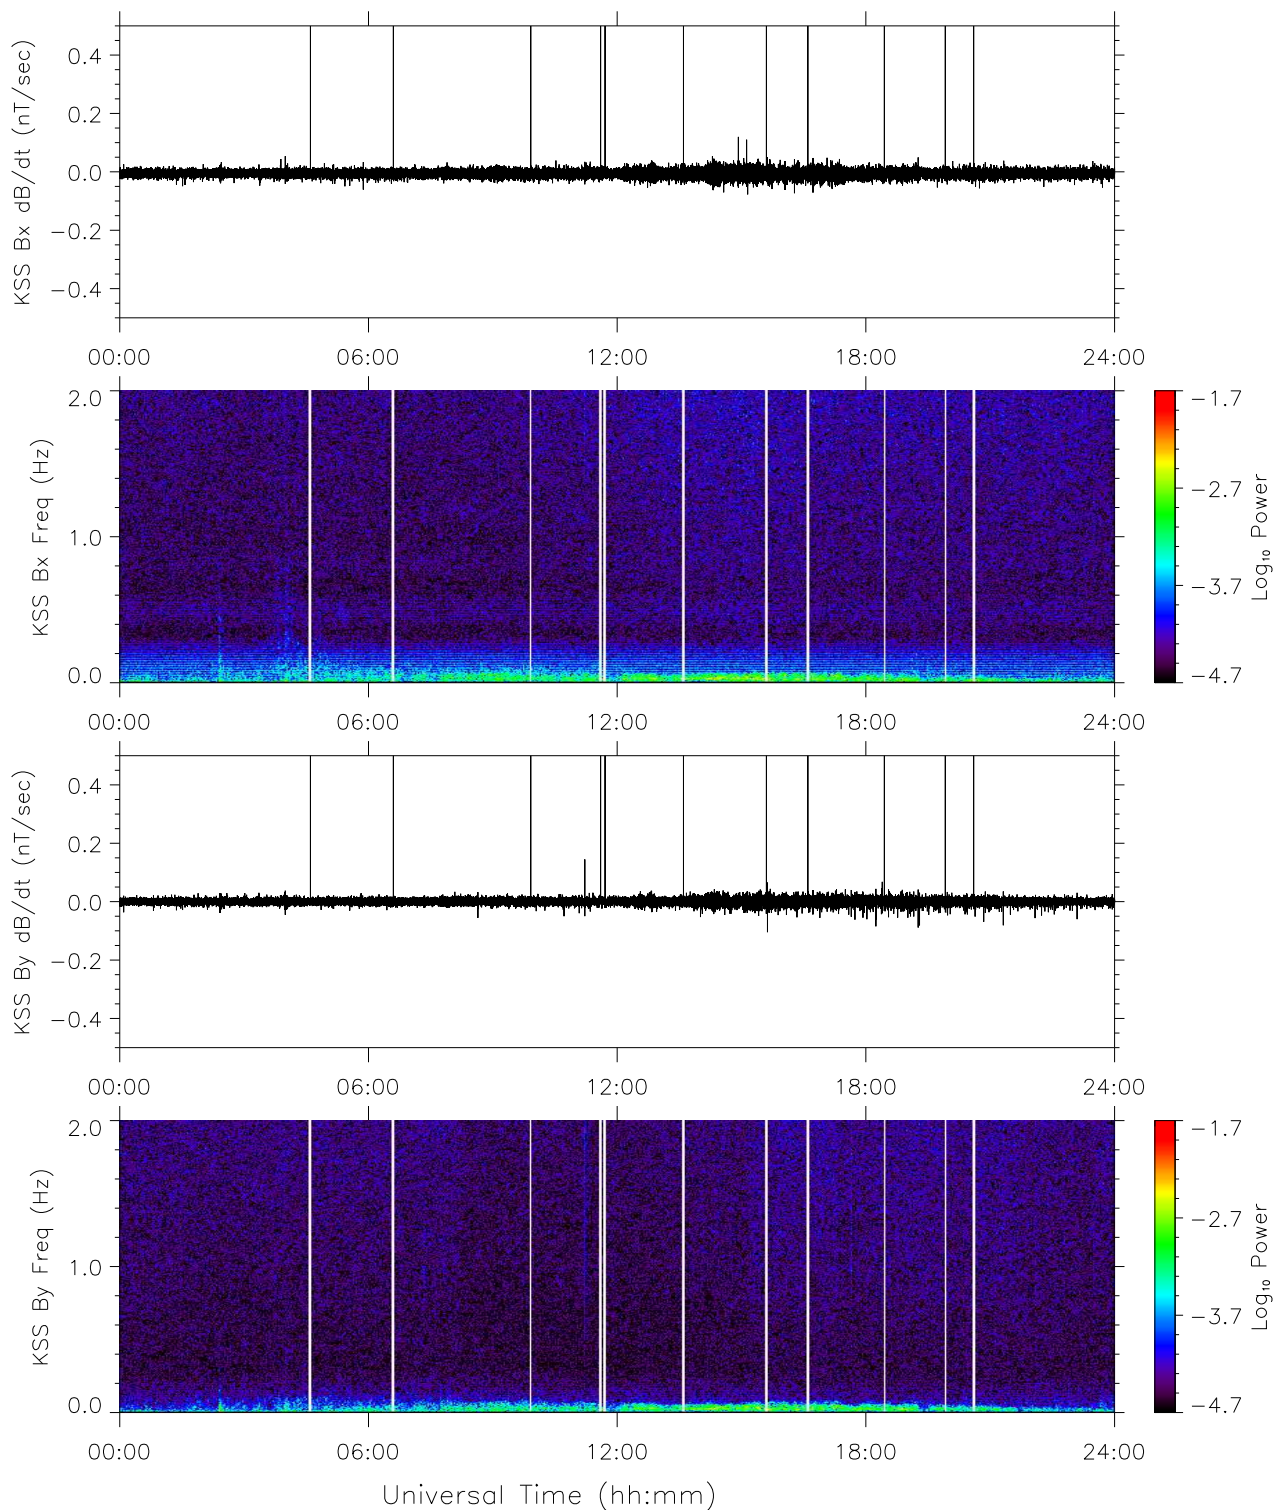 KSS Bx dB/dt (nT/sec)
0.4
0.2
0.0
−0.2
−0.4
00:00 06:00 12:00 18:00 24:00
KSS Bx Freq (Hz)
2.0
1.0
0.0
−1.7
−2.7
−3.7
−4.7
Log₁₀ Power
00:00 06:00 12:00 18:00 24:00
KSS By dB/dt (nT/sec)
0.4
0.2
0.0
−0.2
−0.4
00:00 06:00 12:00 18:00 24:00
KSS By Freq (Hz)
2.0
1.0
0.0
−1.7
−2.7
−3.7
−4.7
Log₁₀ Power
00:00 06:00 12:00 18:00 24:00
Universal Time (hh:mm)